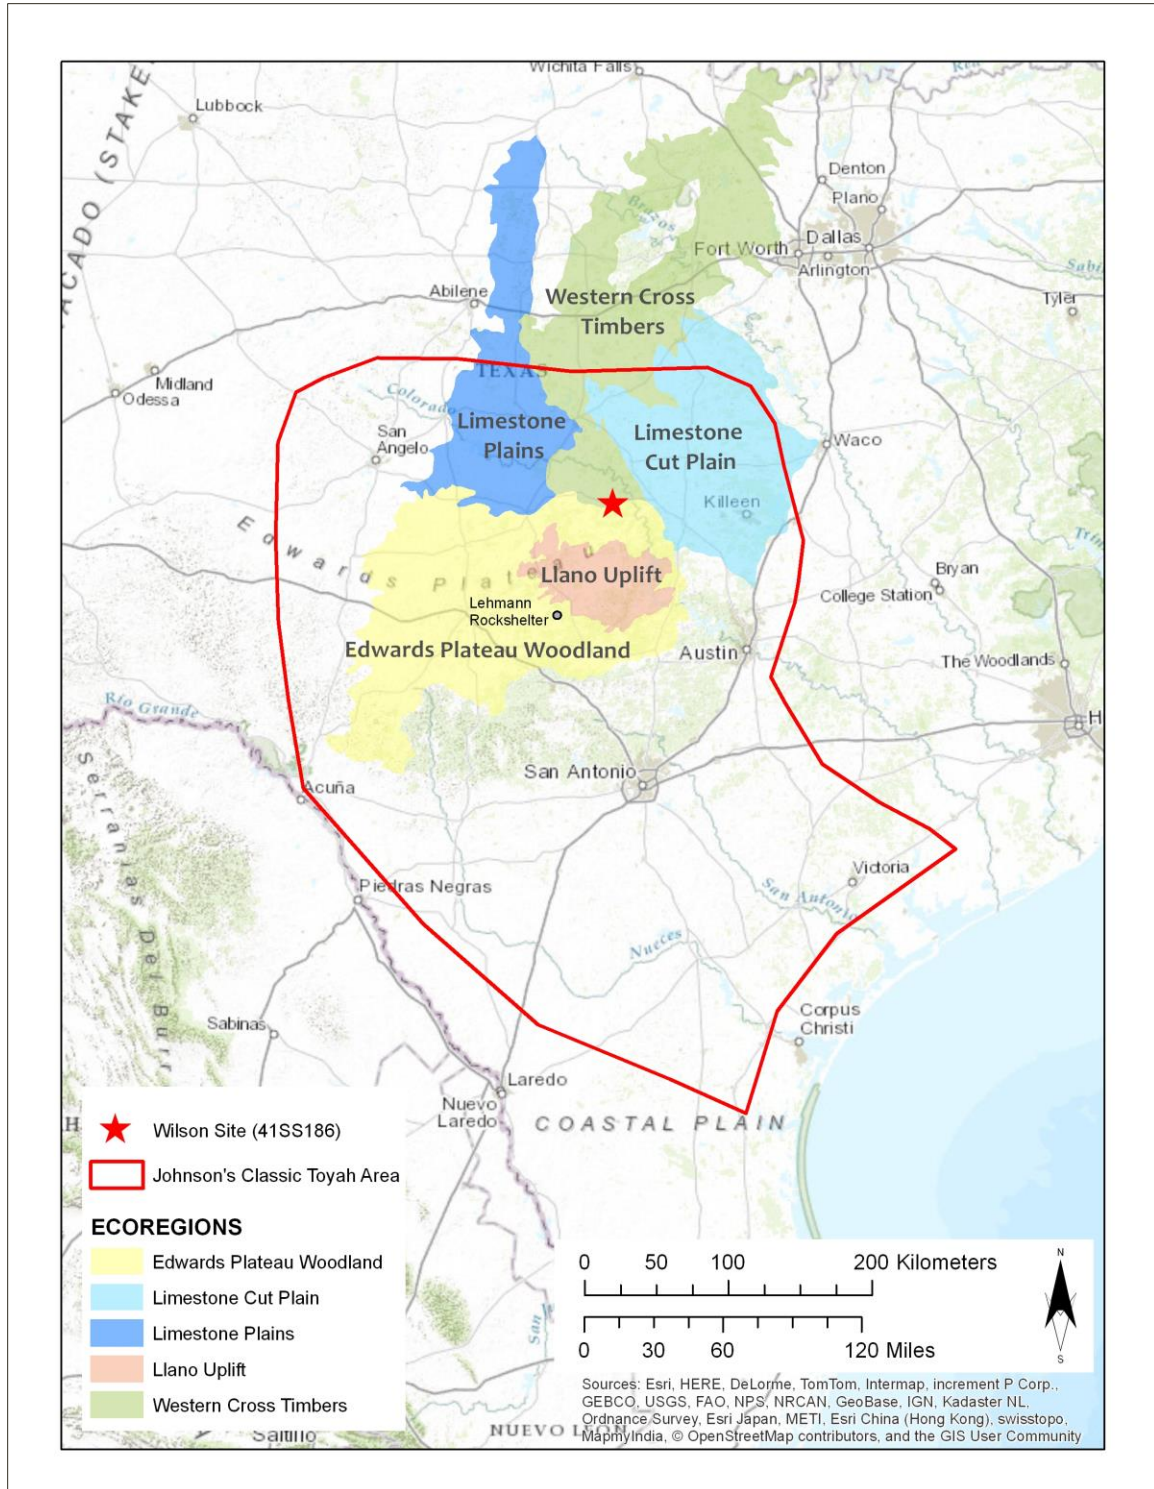 Wichita Falls
Lubbock
ACADO (STAKE
Denton
Plano
Brazos
Fort Worth
Dallas
Arlington
Sabi
Abilene
Western Cross
Timbers
Tyler
TEXAS
Midland
Odessa
Colorado
San
Angelo
Limestone
Plains
Limestone
Cut Plain
Waco
Killeen
Edwards Plateau
Llano Uplift
Bryan
College Station
Lehmann
Rockshelter
Edwards Plateau Woodland
Austin
The Woodlands
H
Rio Grande
Serranias Del Burr
San Antonio
Acuña
Victoria
Piedras Negras
San Antonio
Nueces
Corpus
Christi
Sabinas
Laredo
Nuevo
Laredo
COASTAL PLAIN
H
Wilson Site (41SS186)
Johnson's Classic Toyah Area
ECOREGIONS
Edwards Plateau Woodland
Limestone Cut Plain
Limestone Plains
Llano Uplift
Western Cross Timbers
Saltillo
San
NUEVO LEON
0 50 100 200 Kilometers
0 30 60 120 Miles
N
S
Sources: Esri, HERE, DeLorme, TomTom, Intermap, increment P Corp.,
GEBCO, USGS, FAO, NPS, NRCAN, GeoBase, IGN, Kadaster NL,
Ordnance Survey, Esri Japan, METI, Esri China (Hong Kong), swisstopo,
MapmyIndia, © OpenStreetMap contributors, and the GIS User Community